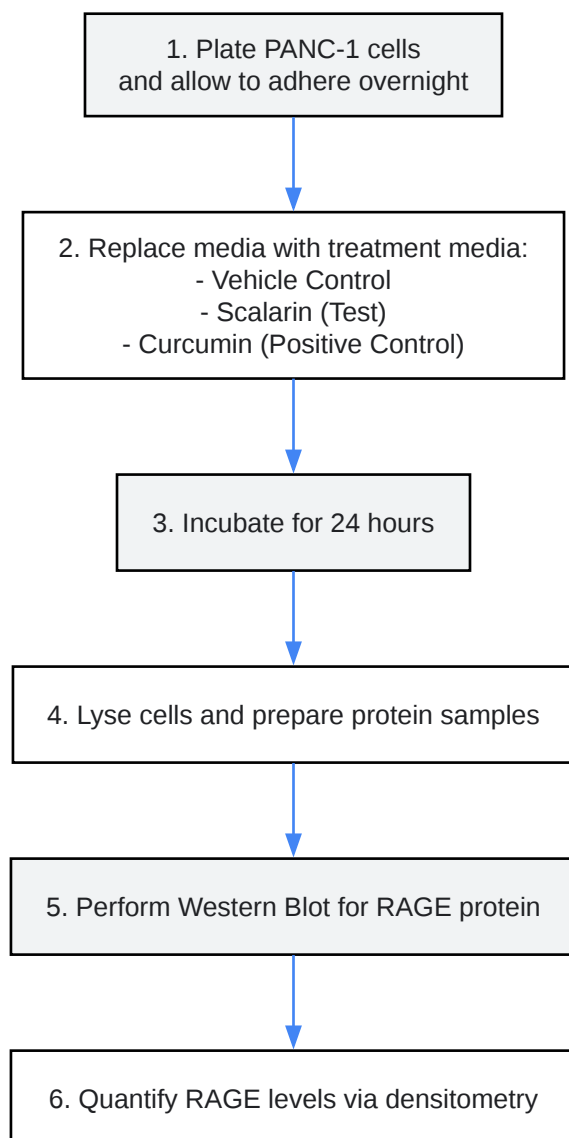 1. Plate PANC-1 cells
and allow to adhere overnight
2. Replace media with treatment media:
- Vehicle Control
- Scalarin (Test)
- Curcumin (Positive Control)
3. Incubate for 24 hours
4. Lyse cells and prepare protein samples
5. Perform Western Blot for RAGE protein
6. Quantify RAGE levels via densitometry